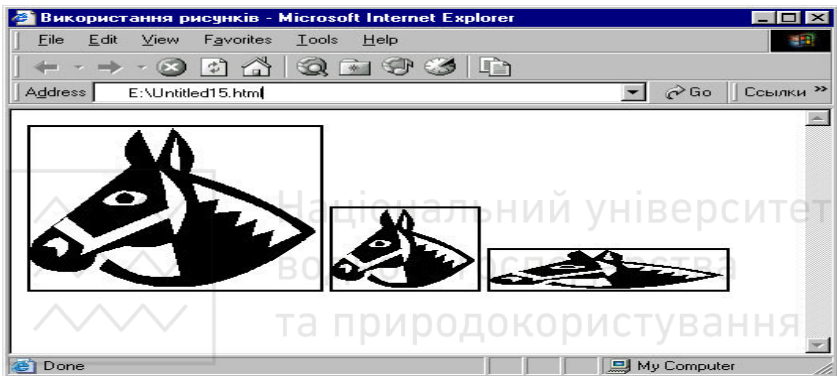 Використання рисунків - Microsoft Internet Explorer
File Edit View Favorites Tools Help
Address E:\Untitled15.html Go Ссылки »
Національний університет
водного господарства
та природокористування
Done My Computer